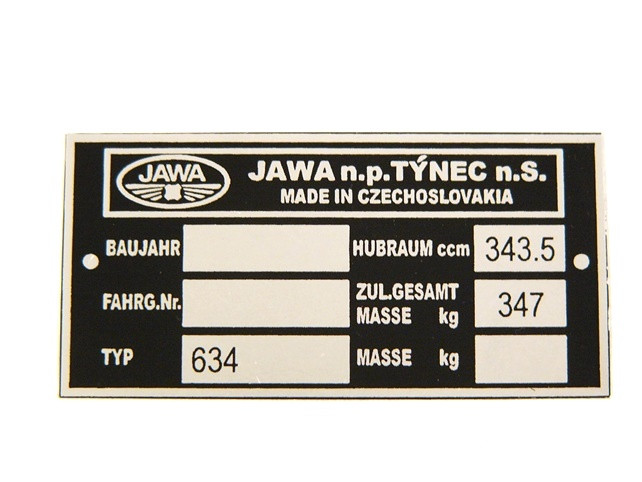 JAWA JAWA n.p. TÝNEC n.S.
MADE IN CZECHOSLOVAKIA
BAUJAHR HUBRAUM ccm 343.5
FAHRG.Nr. ZUL.GESAMT MASSE kg 347
TYP 634 MASSE kg